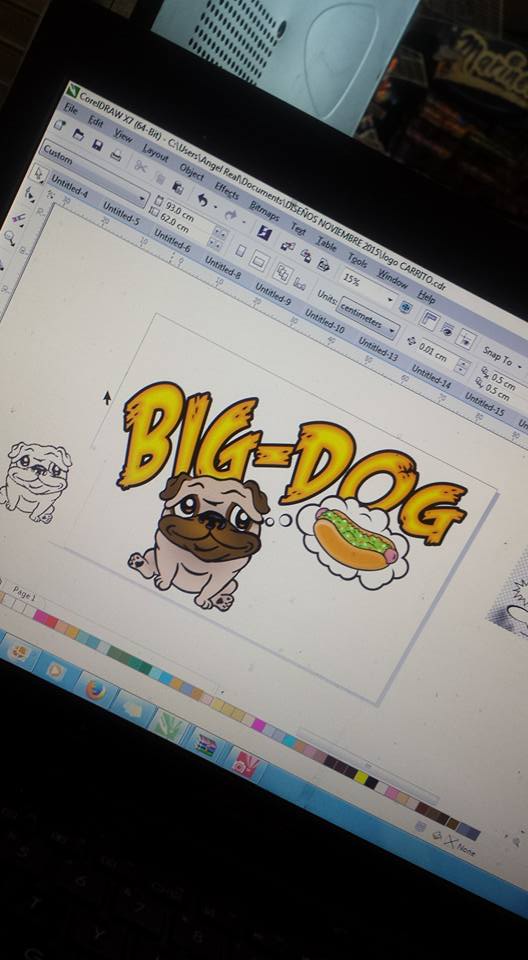 CorelDRAW X7 (64-Bit) - C:\Users\Angel Real\Documents\DISEÑOS NOVIEMBRE 2015\logo CARRITO.cdr
File Edit View Layout Object Effects Bitmaps Text Table Tools Window Help
15%
Snap To
Custom
93.0 cm
62.0 cm
Units: centimeters
0.01 cm
0.5 cm
0.5 cm
Untitled-4 Untitled-5 Untitled-6 Untitled-8 Untitled-9 Untitled-10 Untitled-13 Untitled-14 Untitled-15
BIG-DOG
Page 1
None